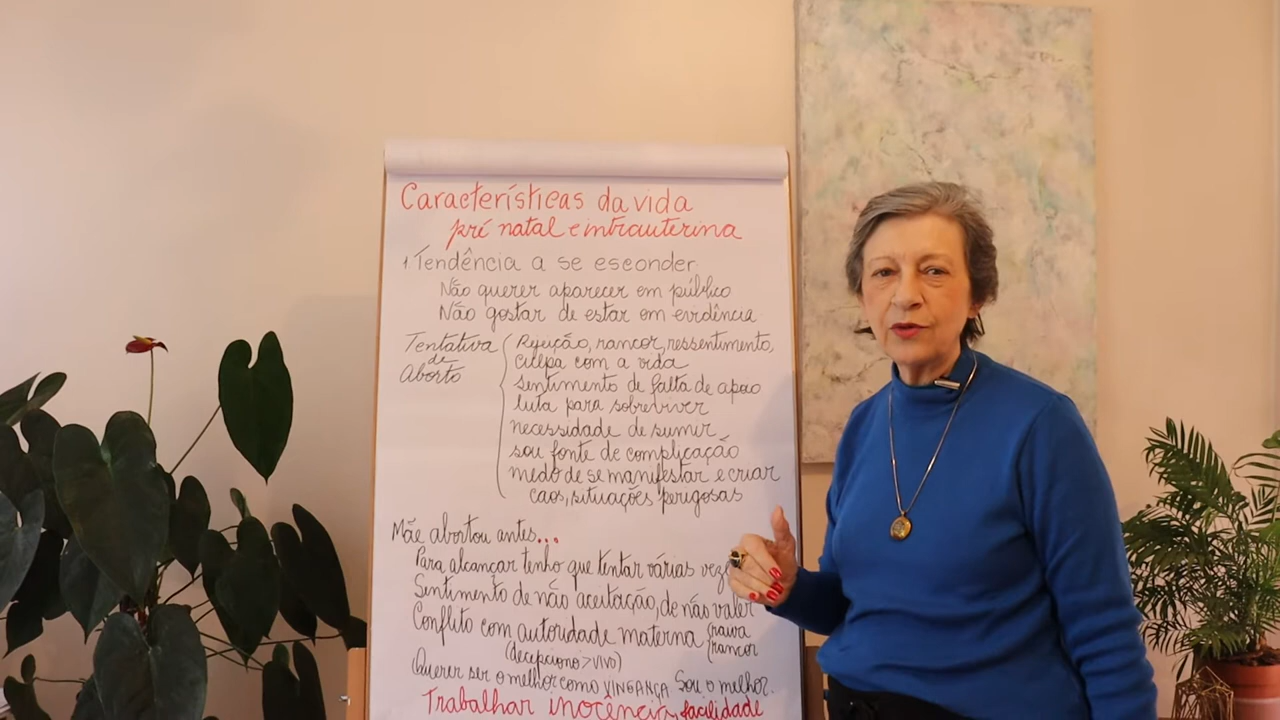 Características da vida
pré natal e intrauterina
1. Tendência a se esconder
Não querer aparecer em público
Não gostar de estar em evidência
Tentativa
de
Aborto
Rejeição, rancor, ressentimento,
culpa com a vida
sentimento de falta de apoio
luta para sobreviver
necessidade de sumir
sou fonte de complicação
medo de se manifestar e criar
caos, situações perigosas
Mãe abortou antes...
Para alcançar tenho que tentar várias
Sentimento de não aceitação, de não valer
Conflito com autoridade materna (raiva
rancor
(decepciono > vivo)
(Querer ser o melhor como VINGANÇA Sou o melhor.
Trabalhar inocência, facilidade